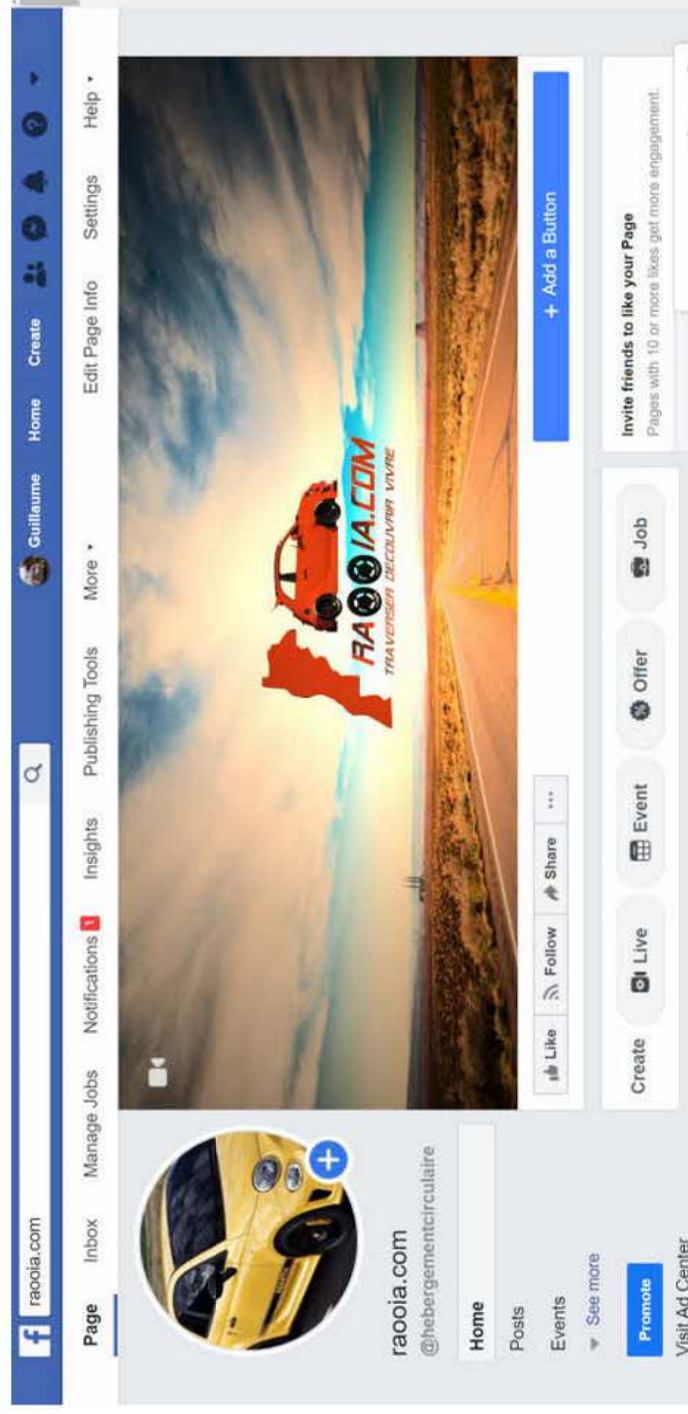 f raooia.com
Guillaume Home Create
Page Inbox Manage Jobs Notifications 1 Insights Publishing Tools More Edit Page Info Settings Help
raooia.com
@hebergementcirculaire
Home
Posts
Events
See more
Promote
Visit Ad Center
RAOOIA.COM
TRAVERSER DECOUVRIR VIVRE
Like Follow Share ...
+ Add a Button
Create Live Event Offer Job
Invite friends to like your Page
Pages with 10 or more likes get more engagement.